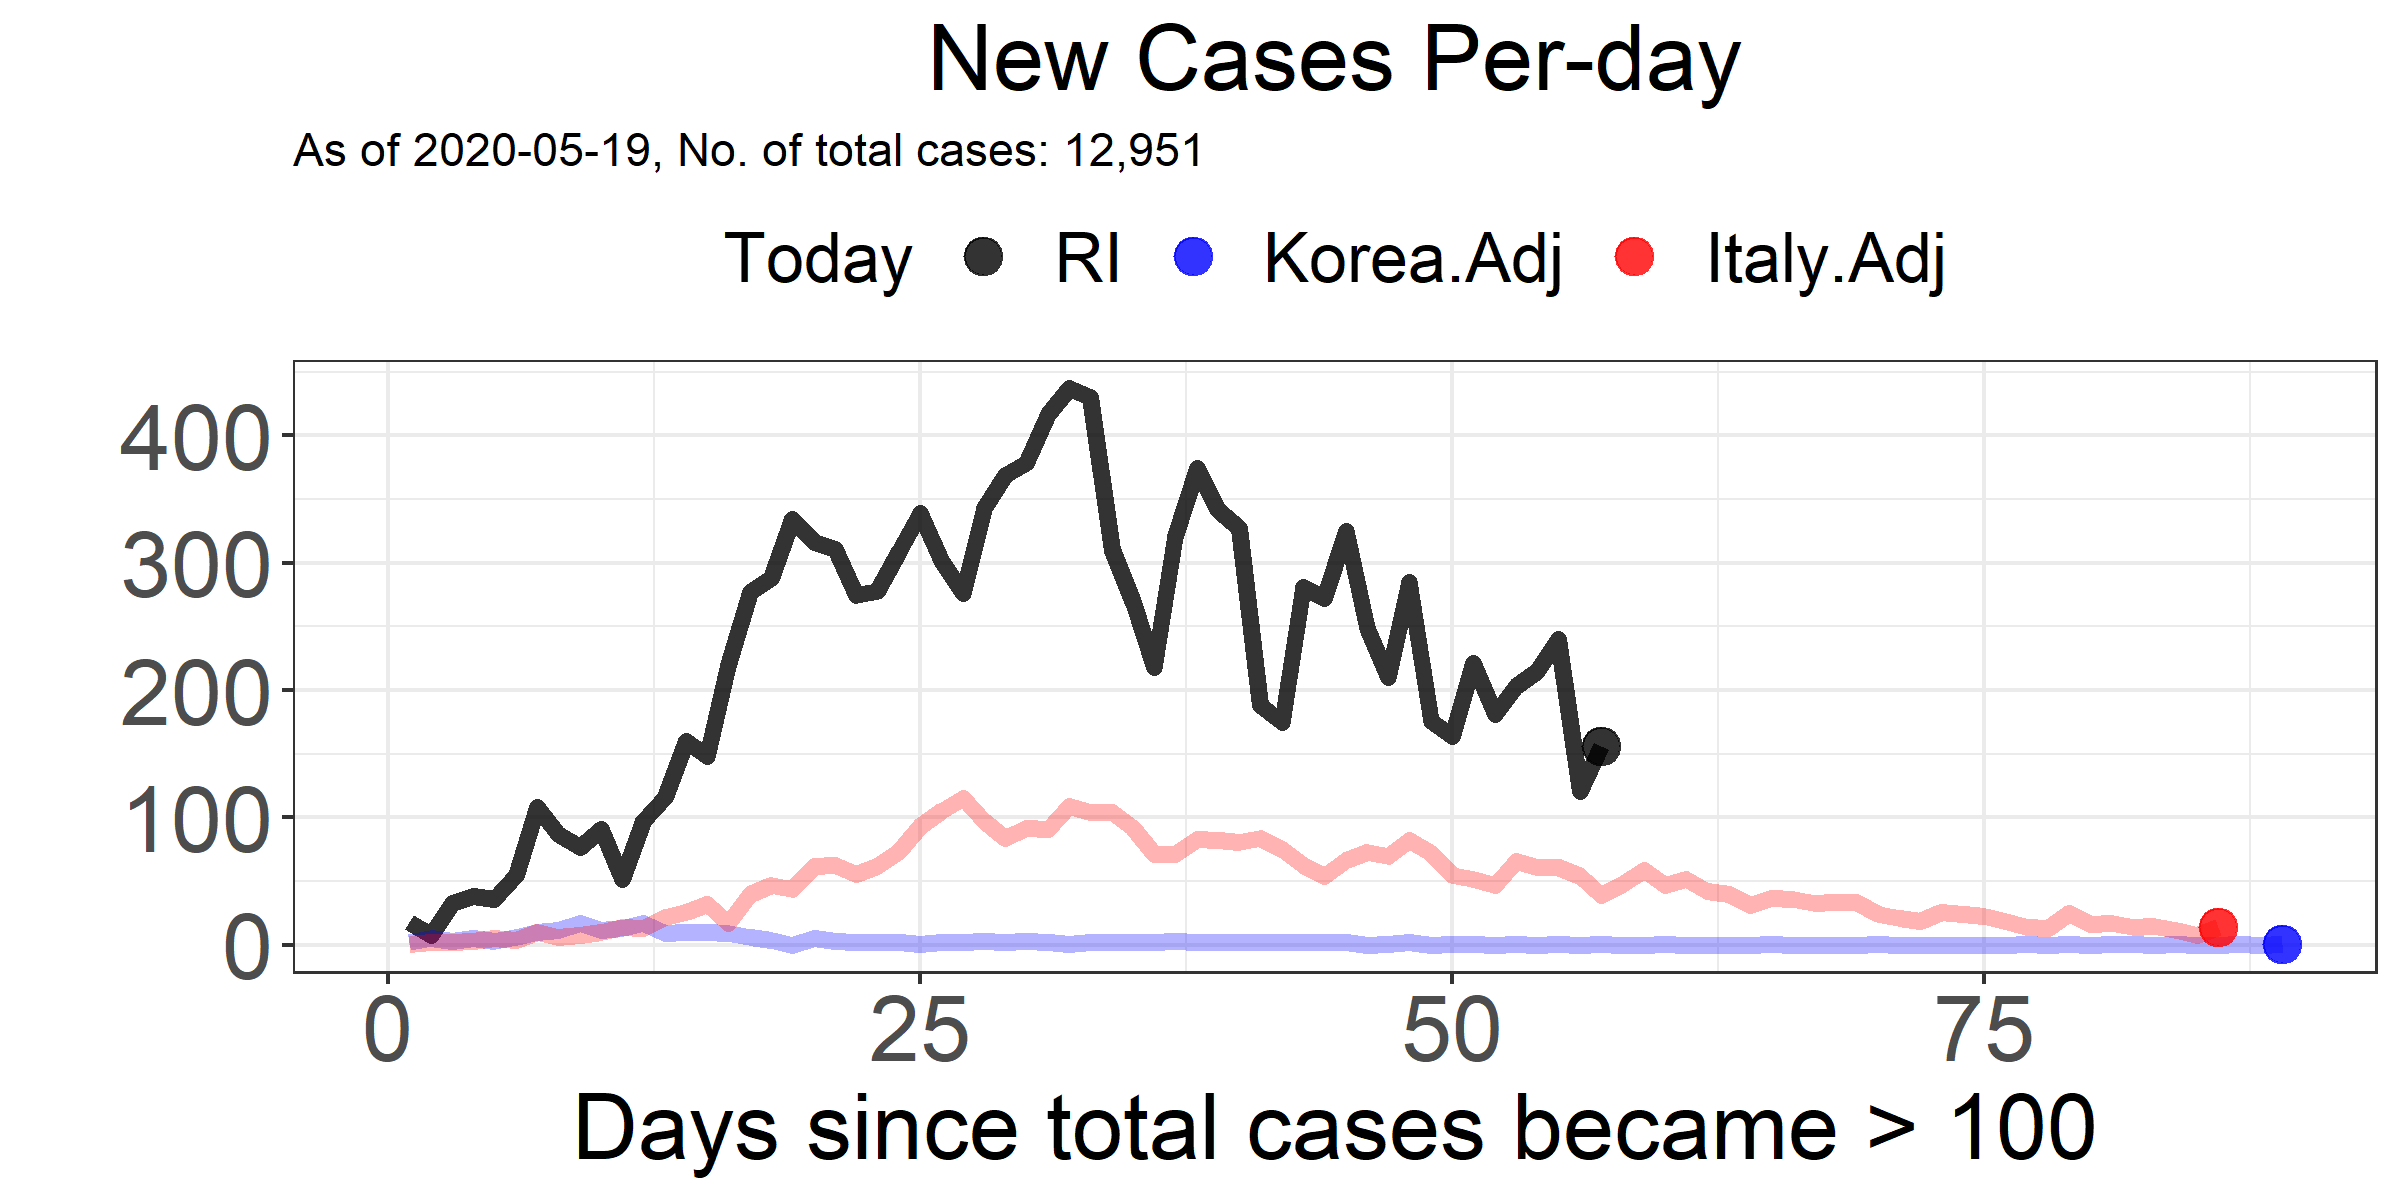 New Cases Per-day
As of 2020-05-19, No. of total cases: 12,951
Today RI Korea.Adj Italy.Adj
400
300
200
100
0
0 25 50 75
Days since total cases became > 100